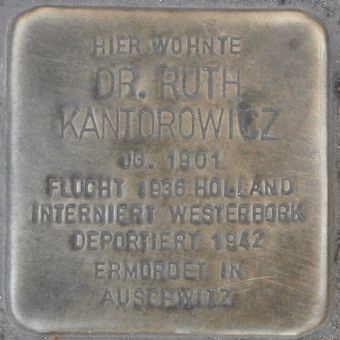 HIER WOHNTE
DR. RUTH
KANTOROWICZ
JG. 1901
FLUCHT 1936 HOLLAND
INTERNIERT WESTERBORK
DEPORTIERT 1942
ERMORDET IN
AUSCHWITZ